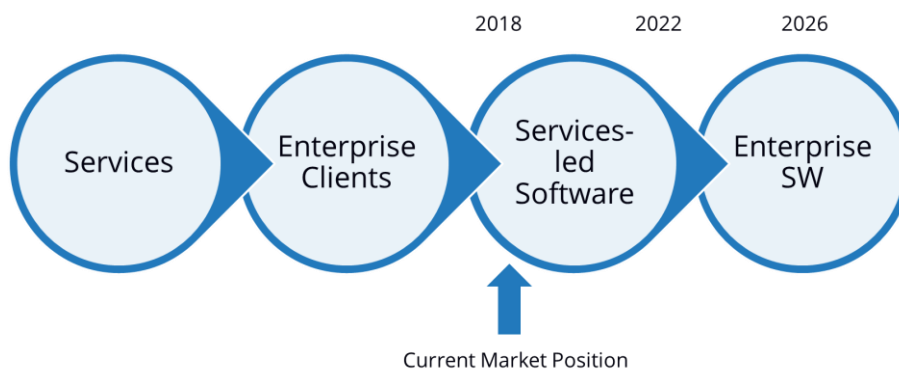 2018 2022 2026
Services
Enterprise
Clients
Services-
led
Software
Enterprise
SW
Current Market Position